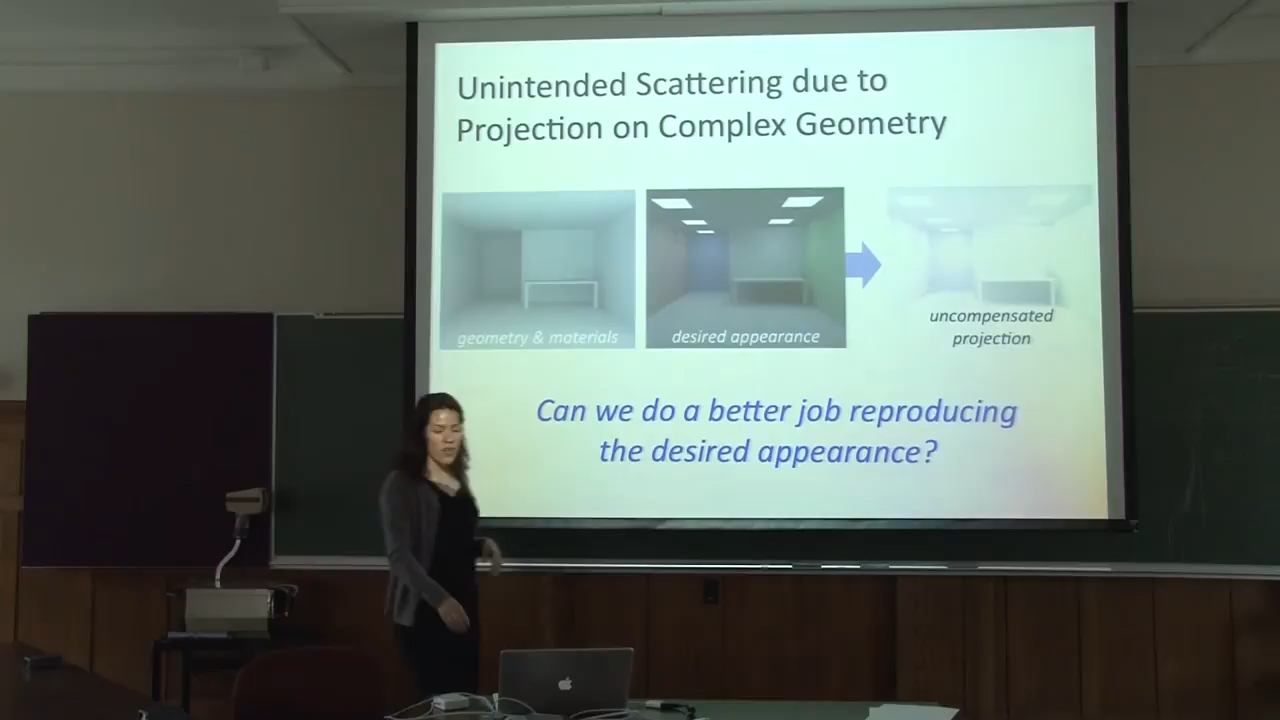 Unintended Scattering due to
Projection on Complex Geometry
geometry & materials
desired appearance
uncompensated
projection
Can we do a better job reproducing
the desired appearance?